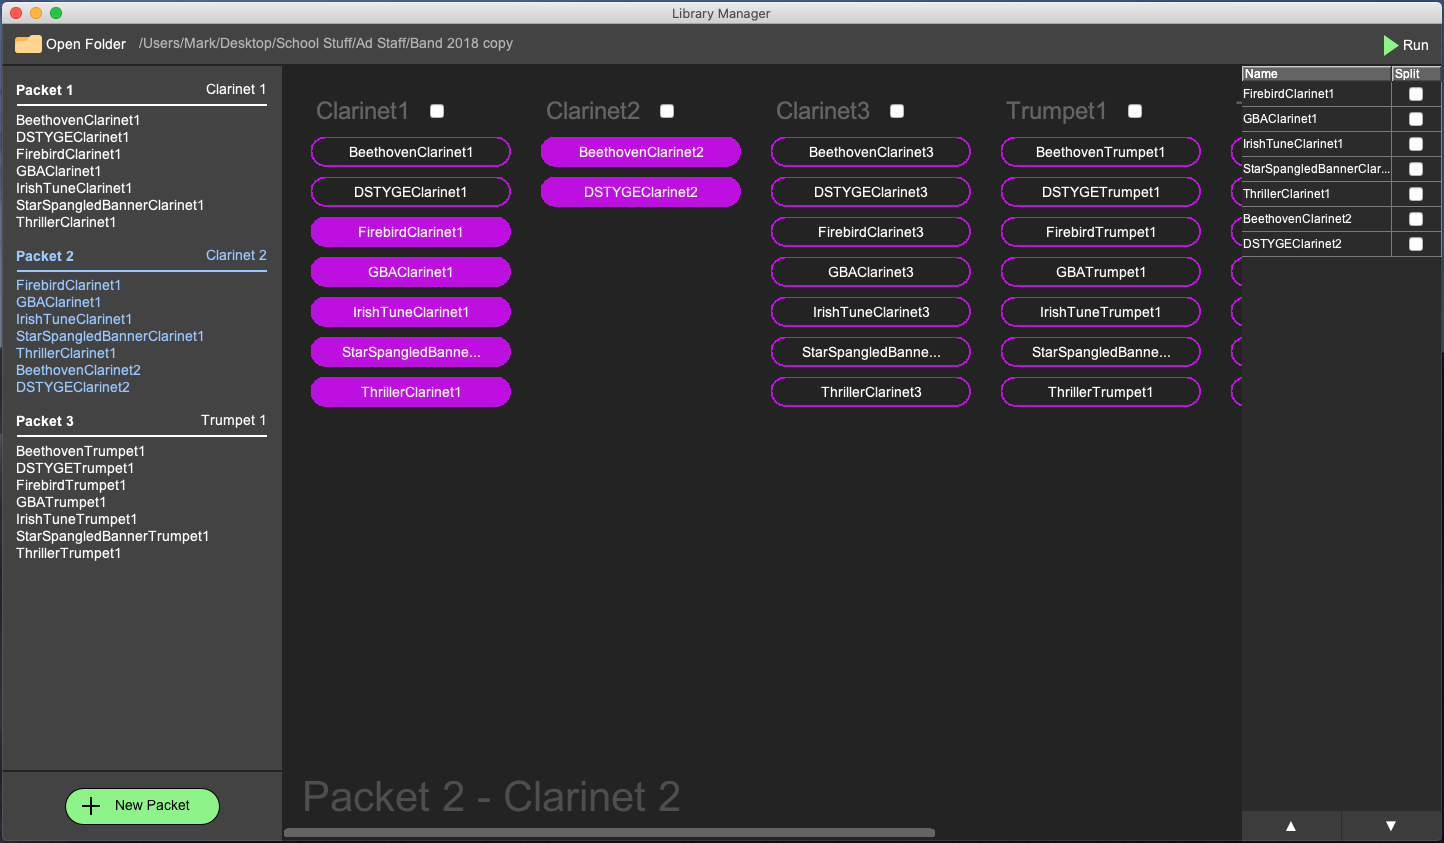 Library Manager
Open Folder /Users/Mark/Desktop/School Stuff/Ad Staff/Band 2018 copy
Run
Packet 1 Clarinet 1
BeethovenClarinet1
DSTYGEClarinet1
FirebirdClarinet1
GBAClarinet1
IrishTuneClarinet1
StarSpangledBannerClarinet1
ThrillerClarinet1
Packet 2 Clarinet 2
FirebirdClarinet1
GBAClarinet1
IrishTuneClarinet1
StarSpangledBannerClarinet1
ThrillerClarinet1
BeethovenClarinet2
DSTYGEClarinet2
Packet 3 Trumpet 1
BeethovenTrumpet1
DSTYGETrumpet1
FirebirdTrumpet1
GBATrumpet1
IrishTuneTrumpet1
StarSpangledBannerTrumpet1
ThrillerTrumpet1
New Packet
Clarinet1
BeethovenClarinet1
DSTYGEClarinet1
FirebirdClarinet1
GBAClarinet1
IrishTuneClarinet1
StarSpangledBanne...
ThrillerClarinet1
Clarinet2
BeethovenClarinet2
DSTYGEClarinet2
Clarinet3
BeethovenClarinet3
DSTYGEClarinet3
FirebirdClarinet3
GBAClarinet3
IrishTuneClarinet3
StarSpangledBanne...
ThrillerClarinet3
Trumpet1
BeethovenTrumpet1
DSTYGETrumpet1
FirebirdTrumpet1
GBATrumpet1
IrishTuneTrumpet1
StarSpangledBanne...
ThrillerTrumpet1
Packet 2 - Clarinet 2
Name Split
FirebirdClarinet1
GBAClarinet1
IrishTuneClarinet1
StarSpangledBannerClar...
ThrillerClarinet1
BeethovenClarinet2
DSTYGEClarinet2